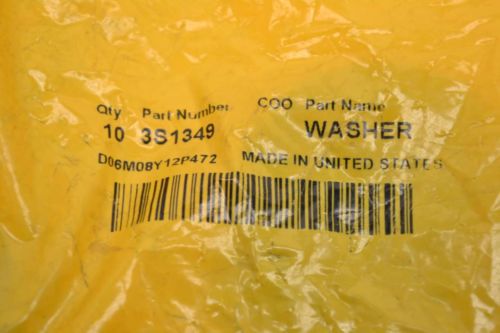 Qty Part Number COO Part Name
10 3S1349 WASHER
D06M08Y12P472 MADE IN UNITED STATES